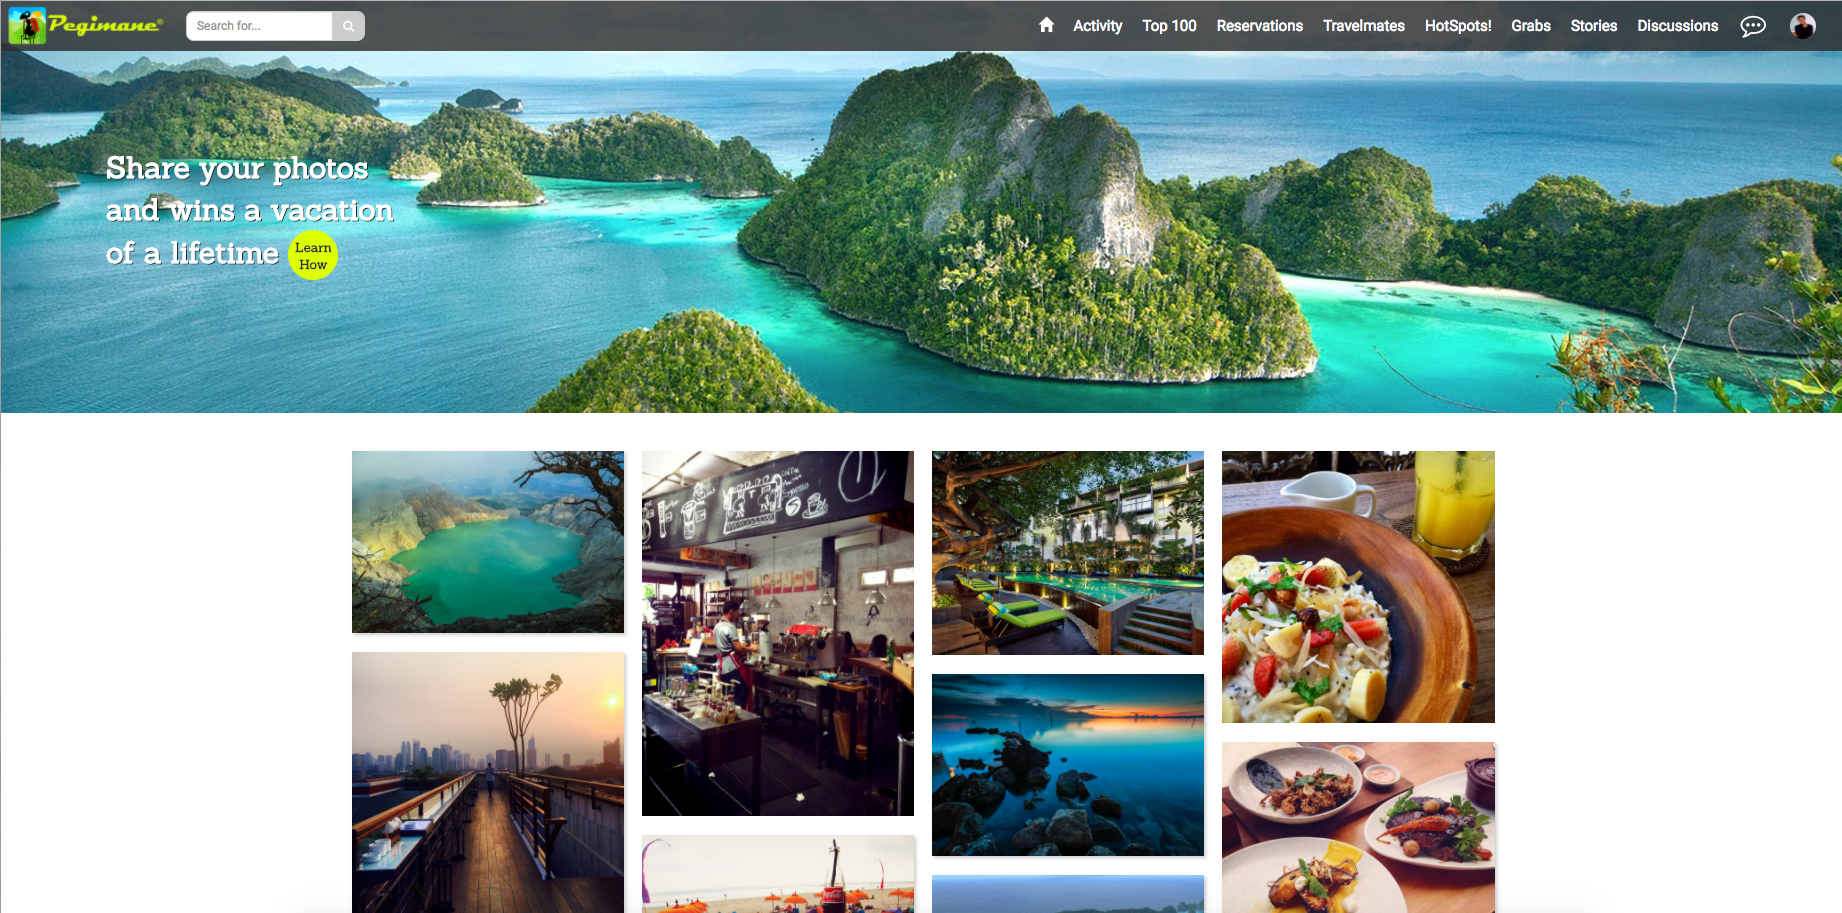 Pegimane®
Search for...
Activity
Top 100
Reservations
Travelmates
HotSpots!
Grabs
Stories
Discussions
Share your photos
and wins a vacation
of a lifetime
Learn
How
Coffee